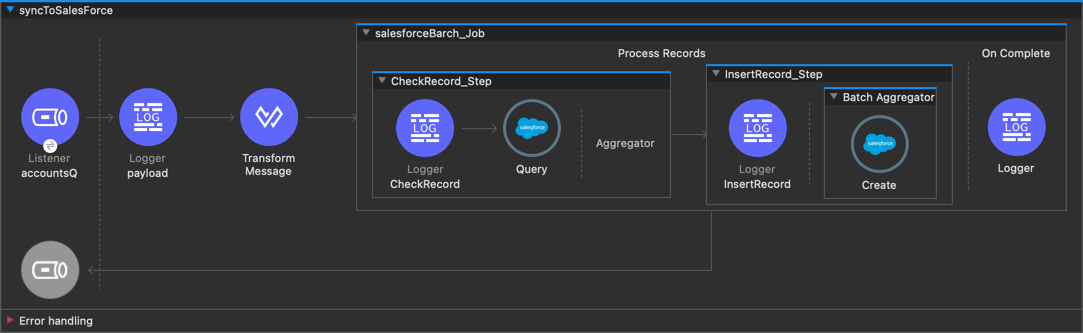 syncToSalesForce
salesforceBarch_Job
Process Records
On Complete
CheckRecord_Step
InsertRecord_Step
Batch Aggregator
LOG
LOG
salesforce
Aggregator
LOG
salesforce
LOG
Listener
accountsQ
Logger
payload
Transform
Message
Logger
CheckRecord
Query
Logger
InsertRecord
Create
Logger
Error handling